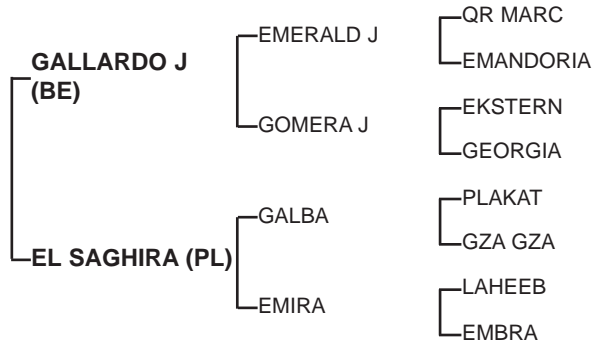 QR MARC
EMERALD J
GALLARDO J
(BE)
EMANDORIA
EKSTERN
GOMERA J
GEORGIA
PLAKAT
GALBA
GZA GZA
EL SAGHIRA (PL)
LAHEEB
EMIRA
EMBRA